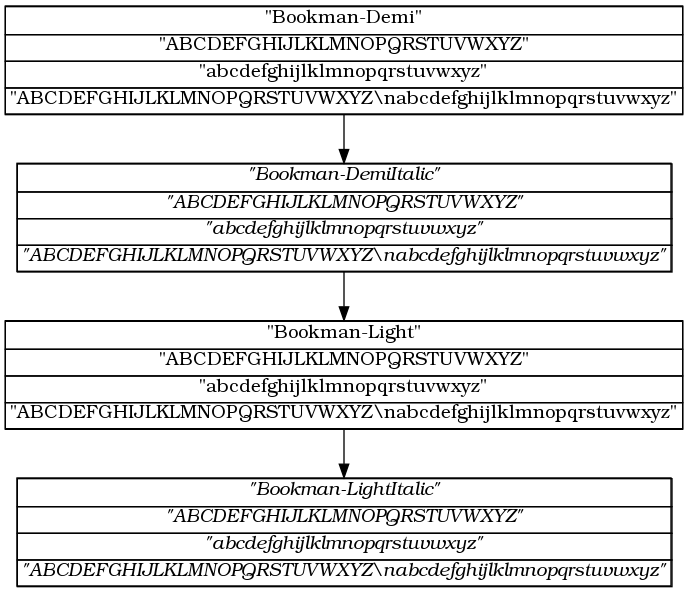 "Bookman-Demi"
"ABCDEFGHIJLKLMNOPQRSTUVWXYZ"
"abcdefghijlklmnopqrstuvwxyz"
"ABCDEFGHIJLKLMNOPQRSTUVWXYZ\nabcdefghijlklmnopqrstuvwxyz"
"Bookman-DemiItalic"
"ABCDEFGHIJLKLMNOPQRSTUVWXYZ"
"abcdefghijlklmnopqrstuvwxyz"
"ABCDEFGHIJLKLMNOPQRSTUVWXYZ\nabcdefghijlklmnopqrstuvwxyz"
"Bookman-Light"
"ABCDEFGHIJLKLMNOPQRSTUVWXYZ"
"abcdefghijlklmnopqrstuvwxyz"
"ABCDEFGHIJLKLMNOPQRSTUVWXYZ\nabcdefghijlklmnopqrstuvwxyz"
"Bookman-LightItalic"
"ABCDEFGHIJLKLMNOPQRSTUVWXYZ"
"abcdefghijlklmnopqrstuvwxyz"
"ABCDEFGHIJLKLMNOPQRSTUVWXYZ\nabcdefghijlklmnopqrstuvwxyz"